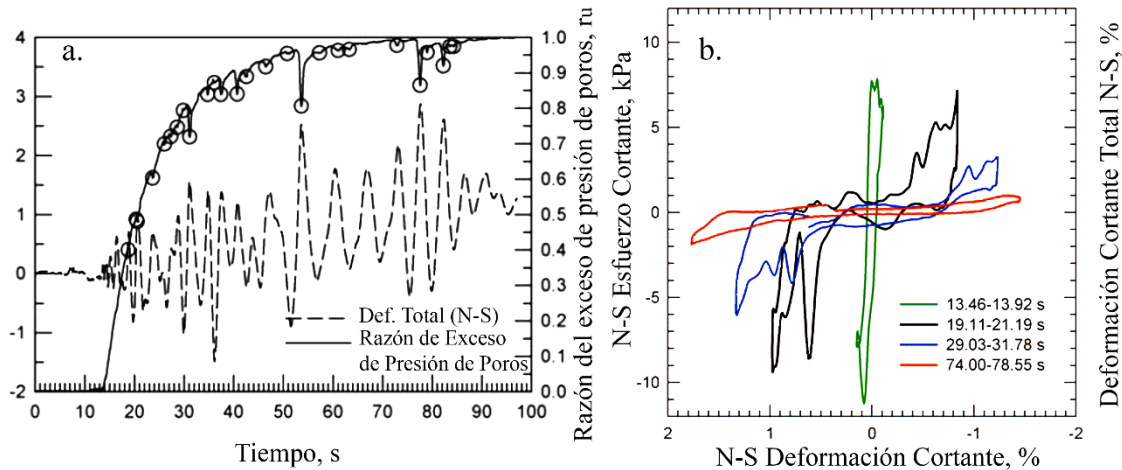 a.
4
3
2
1
0
-1
-2
1.0
0.9
0.8
0.7
0.6
0.5
0.4
0.3
0.2
0.1
0.0
Def. Total (N-S)
Razón de Exceso
de Presión de Poros
0 10 20 30 40 50 60 70 80 90 100
Tiempo, s
Razón del exceso de presión de poros, ru
b.
N-S Esfuerzo Cortante, kPa
10
5
0
-5
-10
13.46-13.92 s
19.11-21.19 s
29.03-31.78 s
74.00-78.55 s
2 1 0 -1 -2
N-S Deformación Cortante, %
Deformación Cortante Total N-S, %